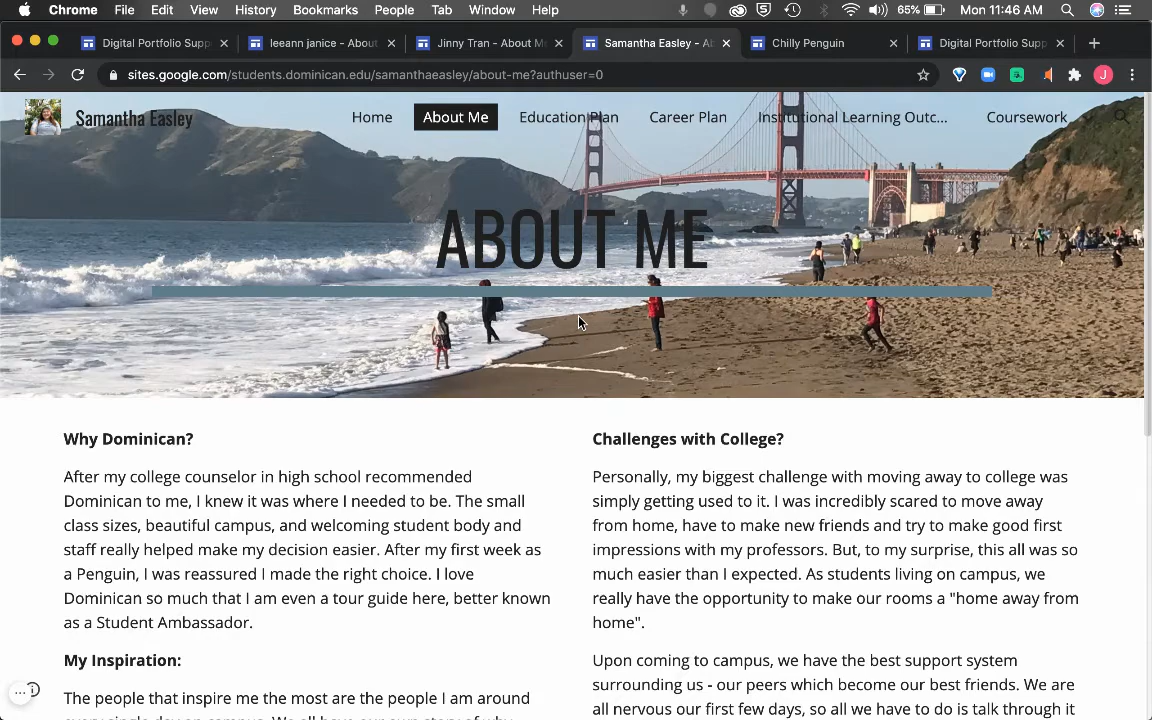 Chrome File Edit View History Bookmarks People Tab Window Help 65% Mon 11:46 AM
Digital Portfolio Supp leeann janice - About Jinny Tran - About M Samantha Easley - Ab Chilly Penguin Digital Portfolio Supp
sites.google.com/students.dominican.edu/samanthaeasley/about-me?authuser=0 J
Samantha Easley Home About Me Education Plan Career Plan Institutional Learning Outc... Coursework
ABOUT ME
Why Dominican?
After my college counselor in high school recommended
Dominican to me, I knew it was where I needed to be. The small
class sizes, beautiful campus, and welcoming student body and
staff really helped make my decision easier. After my first week as
a Penguin, I was reassured I made the right choice. I love
Dominican so much that I am even a tour guide here, better known
as a Student Ambassador.
My Inspiration:
The people that inspire me the most are the people I am around
Challenges with College?
Personally, my biggest challenge with moving away to college was
simply getting used to it. I was incredibly scared to move away
from home, have to make new friends and try to make good first
impressions with my professors. But, to my surprise, this all was so
much easier than I expected. As students living on campus, we
really have the opportunity to make our rooms a "home away from
home".
Upon coming to campus, we have the best support system
surrounding us - our peers which become our best friends. We are
all nervous our first few days, so all we have to do is talk through it